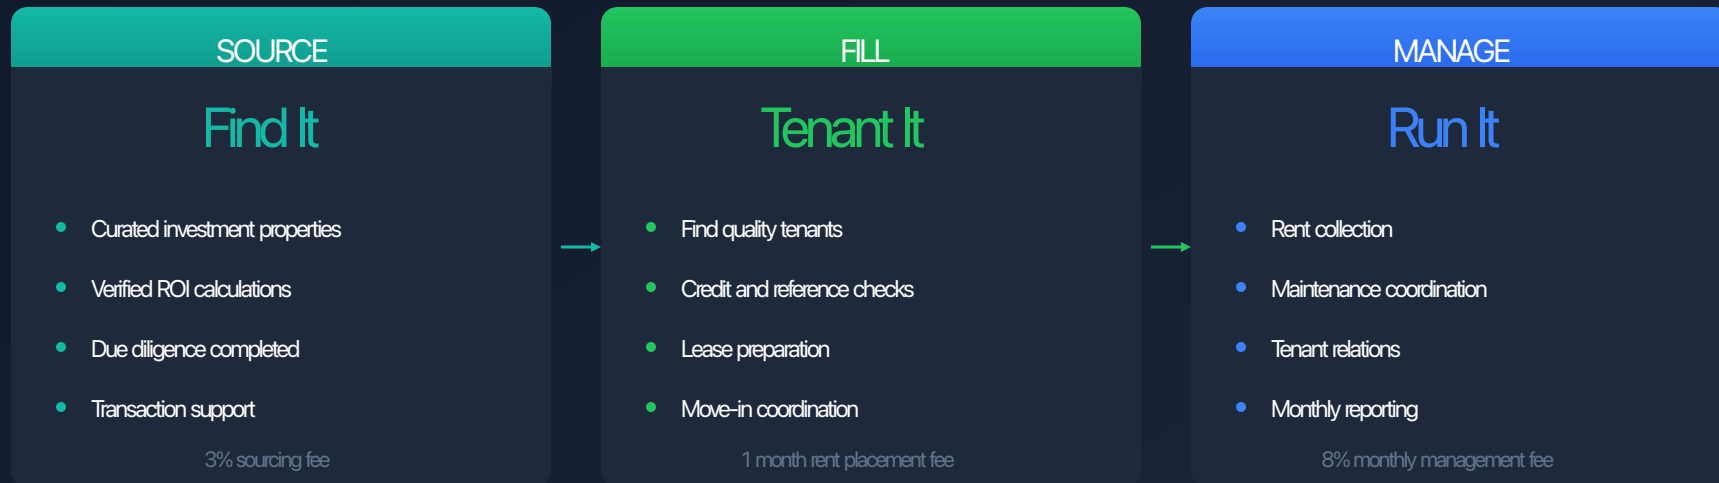 SOURCE
Find It
Curated investment properties
Verified ROI calculations
Due diligence completed
Transaction support
3% sourcing fee
FILL
Tenant It
Find quality tenants
Credit and reference checks
Lease preparation
Move-in coordination
1 month rent placement fee
MANAGE
Run It
Rent collection
Maintenance coordination
Tenant relations
Monthly reporting
8% monthly management fee